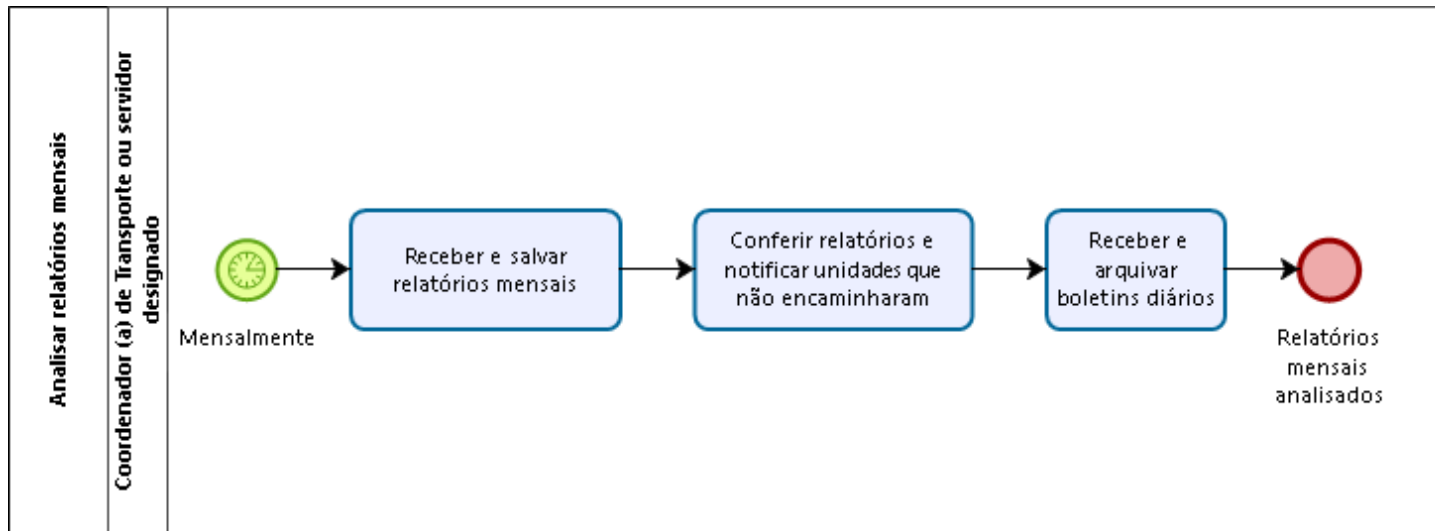 Analisar relatórios mensais
Coordenador (a) de Transporte ou servidor
designado
Mensalmente
Receber e salvar
relatórios mensais
Conferir relatórios e
notificar unidades que
não encaminharam
Receber e
arquivar
boletins diários
Relatórios
mensais
analisados